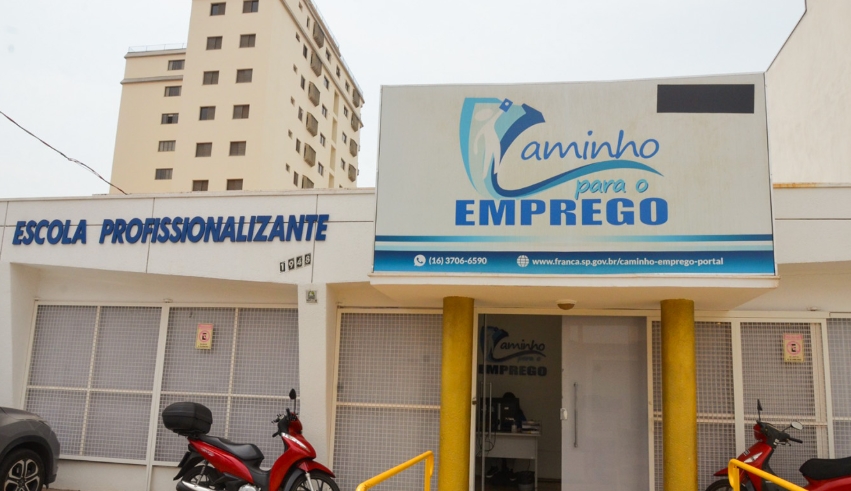 ESCOLA PROFISSIONALIZANTE
1948
Caminho
para o
EMPREGO
(16) 3706-6590
www.franca.sp.gov.br/caminho-emprego-portal
Caminho
para o
EMPREGO